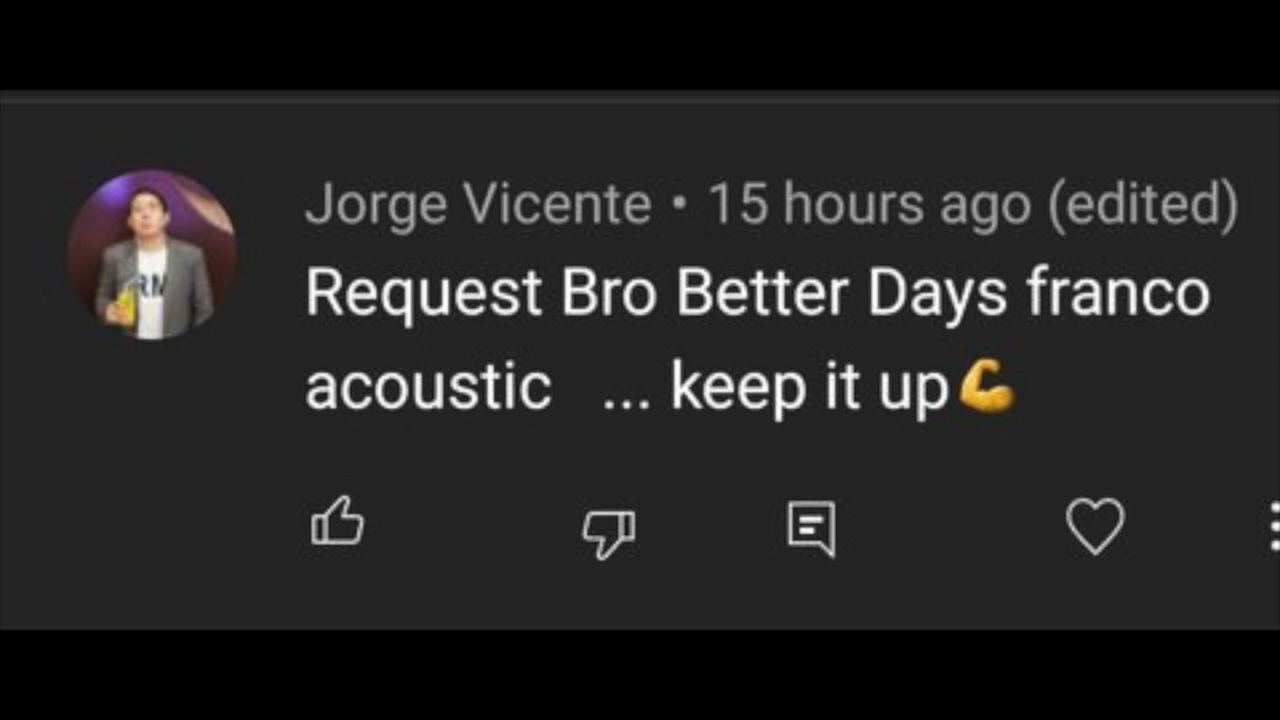 Jorge Vicente • 15 hours ago (edited)
Request Bro Better Days franco
acoustic   ... keep it up💪